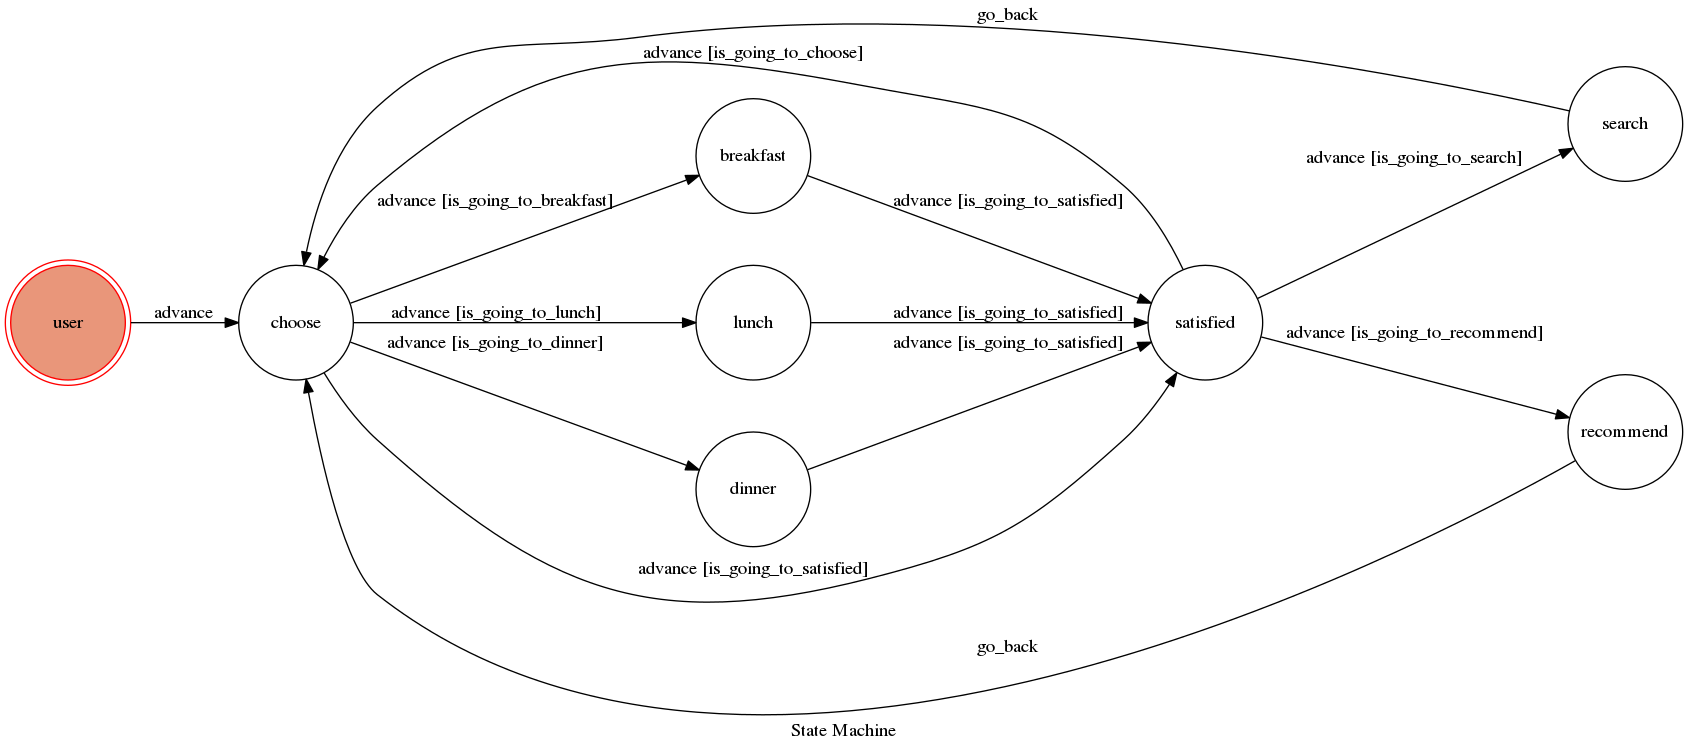 go_back
advance [is_going_to_choose]
search
breakfast
advance [is_going_to_search]
advance [is_going_to_breakfast]
advance [is_going_to_satisfied]
user
advance
choose
advance [is_going_to_lunch]
lunch
advance [is_going_to_satisfied]
satisfied
advance [is_going_to_recommend]
advance [is_going_to_dinner]
advance [is_going_to_satisfied]
recommend
dinner
advance [is_going_to_satisfied]
go_back
State Machine